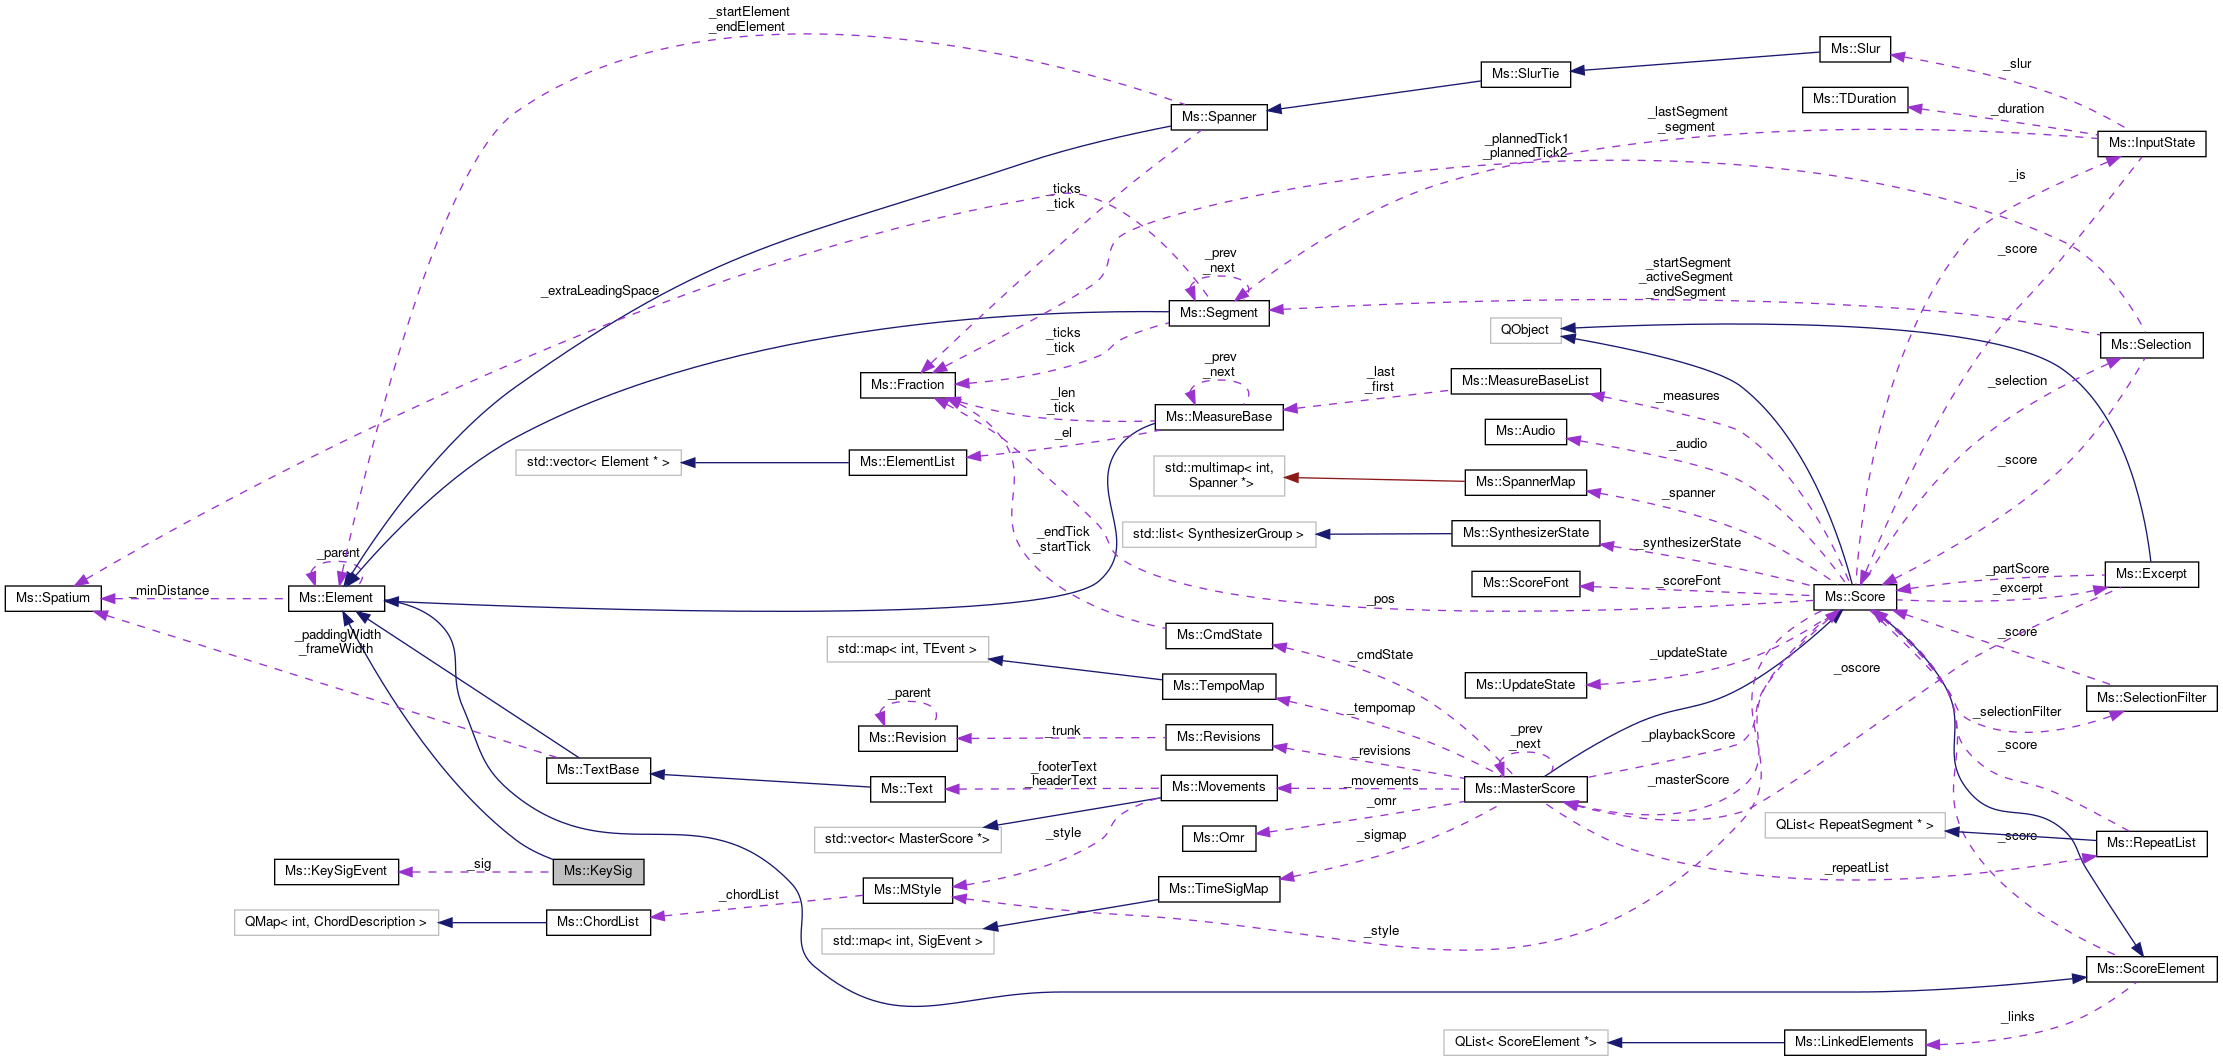 _startElement
_endElement
Ms::Slur
_slur
Ms::SlurTie
Ms::TDuration
_duration
Ms::Spanner
_lastSegment
_segment
_plannedTick1
_plannedTick2
Ms::InputState
_is
_ticks
_tick
_score
_prev
_next
_startSegment
_activeSegment
_endSegment
_extraLeadingSpace
Ms::Segment
QObject
_ticks
_tick
Ms::Selection
_prev
_next
_last
_first
Ms::MeasureBaseList
_selection
Ms::Fraction
_len
_tick
_measures
Ms::MeasureBase
Ms::Audio
_el
_audio
std::vector< Element * >
Ms::ElementList
_score
std::multimap< int,
Spanner *>
Ms::SpannerMap
_spanner
_endTick
_startTick
std::list< SynthesizerGroup >
Ms::SynthesizerState
_synthesizerState
_parent
_partScore
Ms::Excerpt
Ms::ScoreFont
_scoreFont
_excerpt
Ms::Spatium
_minDistance
Ms::Element
_pos
Ms::Score
_paddingWidth
_frameWidth
Ms::CmdState
_score
std::map< int, TEvent >
_cmdState
_updateState
_oscore
Ms::TempoMap
Ms::UpdateState
Ms::SelectionFilter
_parent
_tempomap
_selectionFilter
Ms::Revision
_trunk
Ms::Revisions
_prev
_next
_playbackScore
_revisions
_score
Ms::TextBase
_footerText
_headerText
_movements
_masterScore
Ms::Text
Ms::Movements
Ms::MasterScore
_omr
std::vector< MasterScore *>
_style
Ms::Omr
_sigmap
QList< RepeatSegment * >
_score
Ms::RepeatList
Ms::KeySigEvent
_sig
Ms::KeySig
_repeatList
_chordList
Ms::MStyle
Ms::TimeSigMap
QMap< int, ChordDescription >
Ms::ChordList
std::map< int, SigEvent >
_style
Ms::ScoreElement
_links
QList< ScoreElement *>
Ms::LinkedElements